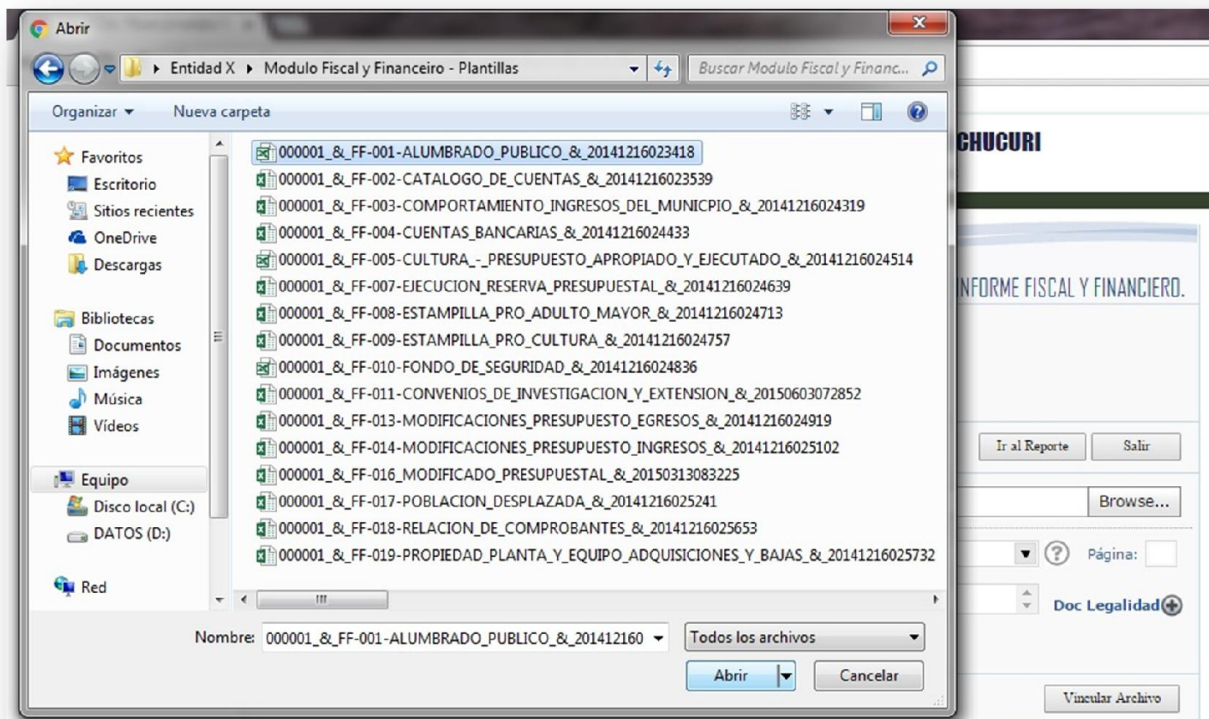 Abrir
Entidad X Modulo Fiscal y Financeiro - Plantillas
Buscar Modulo Fiscal y Financ...
Organizar
Nueva carpeta
Favoritos
Escritorio
Sitios recientes
OneDrive
Descargas
Bibliotecas
Documentos
Imágenes
Música
Vídeos
Equipo
Disco local (C:)
DATOS (D:)
Red
000001_&_FF-001-ALUMBRADO_PUBLICO_&_20141216023418
000001_&_FF-002-CATALOGO_DE_CUENTAS_&_20141216023539
000001_&_FF-003-COMPORTAMIENTO_INGRESOS_DEL_MUNICPIO_&_20141216024319
000001_&_FF-004-CUENTAS_BANCARIAS_&_20141216024433
000001_&_FF-005-CULTURA_-_PRESUPUESTO_APROPIADO_Y_EJECUTADO_&_20141216024514
000001_&_FF-007-EJECUCION_RESERVA_PRESUPUESTAL_&_20141216024639
000001_&_FF-008-ESTAMPILLA_PRO_ADULTO_MAYOR_&_20141216024713
000001_&_FF-009-ESTAMPILLA_PRO_CULTURA_&_20141216024757
000001_&_FF-010-FONDO_DE_SEGURIDAD_&_20141216024836
000001_&_FF-011-CONVENIOS_DE_INVESTIGACION_Y_EXTENSION_&_20150603072852
000001_&_FF-013-MODIFICACIONES_PRESUPUESTO_EGRESOS_&_20141216024919
000001_&_FF-014-MODIFICACIONES_PRESUPUESTO_INGRESOS_&_20141216025102
000001_&_FF-016_MODIFICADO_PRESUPUESTAL_&_20150313083225
000001_&_FF-017-POBLACION_DESPLAZADA_&_20141216025241
000001_&_FF-018-RELACION_DE_COMPROBANTES_&_20141216025653
000001_&_FF-019-PROPIEDAD_PLANTA_Y_EQUIPO_ADQUISICIONES_Y_BAJAS_&_20141216025732
Nombre: 000001_&_FF-001-ALUMBRADO_PUBLICO_&_201412160
Todos los archivos
Abrir
Cancelar
CHUCURI
INFORME FISCAL Y FINANCIERO.
Ir al Reporte
Salir
Browse...
Página:
Doc Legalidad
Vincular Archivo